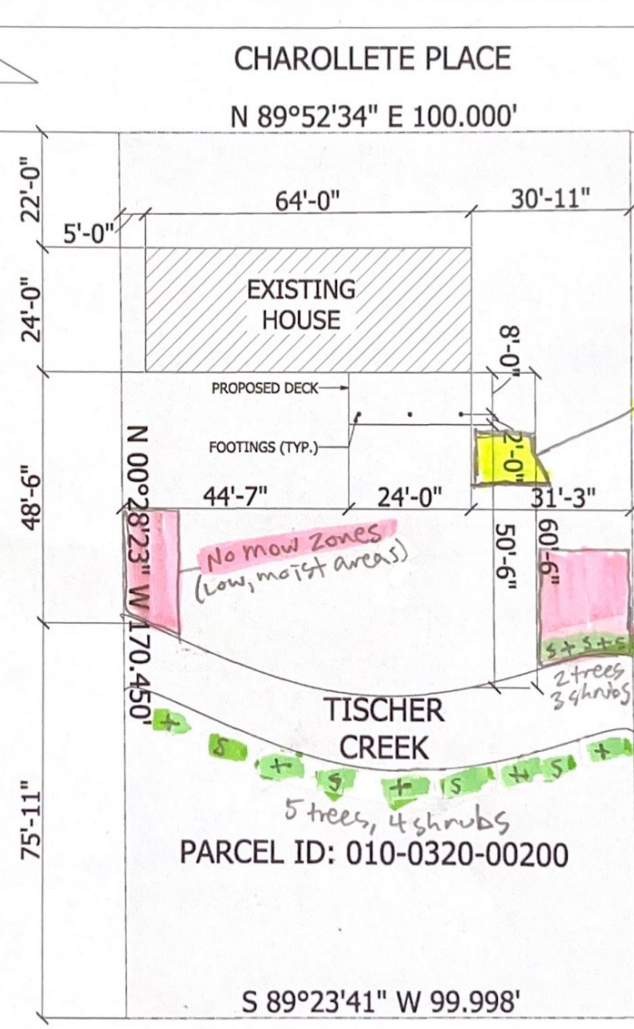 CHAROLLETE PLACE
N 89°52'34" E 100.000'
22'-0"
64'-0"
30'-11"
5'-0"
24'-0"
EXISTING
HOUSE
8'-0"
PROPOSED DECK
FOOTINGS (TYP.)
2'-0"
N 00°28'23" W 170.450'
48'-6"
44'-7"
24'-0"
31'-3"
50'-6"
60'-6"
No mow zones
(low, moist areas)
S + S + S
2 trees
3 shrubs
TISCHER
CREEK
+ S + S + S + S +
5 trees, 4 shrubs
75'-11"
PARCEL ID: 010-0320-00200
S 89°23'41" W 99.998'